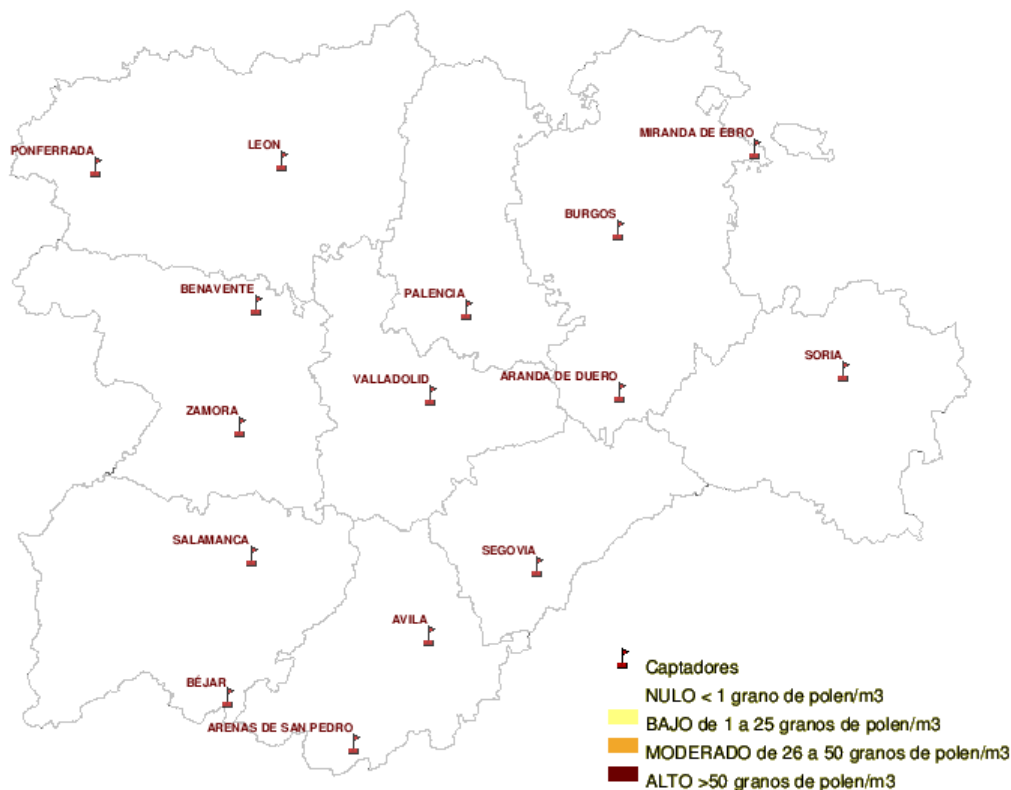 MIRANDA DE EBRO
PONFERRADA
LEON
BURGOS
BENAVENTE
PALENCIA
SORIA
VALLADOLID
ARANDA DE DUERO
ZAMORA
SALAMANCA
SEGOVIA
AVILA
BÉJAR
ARENAS DE SAN PEDRO
Captadores
NULO < 1 grano de polen/m3
BAJO de 1 a 25 granos de polen/m3
MODERADO de 26 a 50 granos de polen/m3
ALTO >50 granos de polen/m3